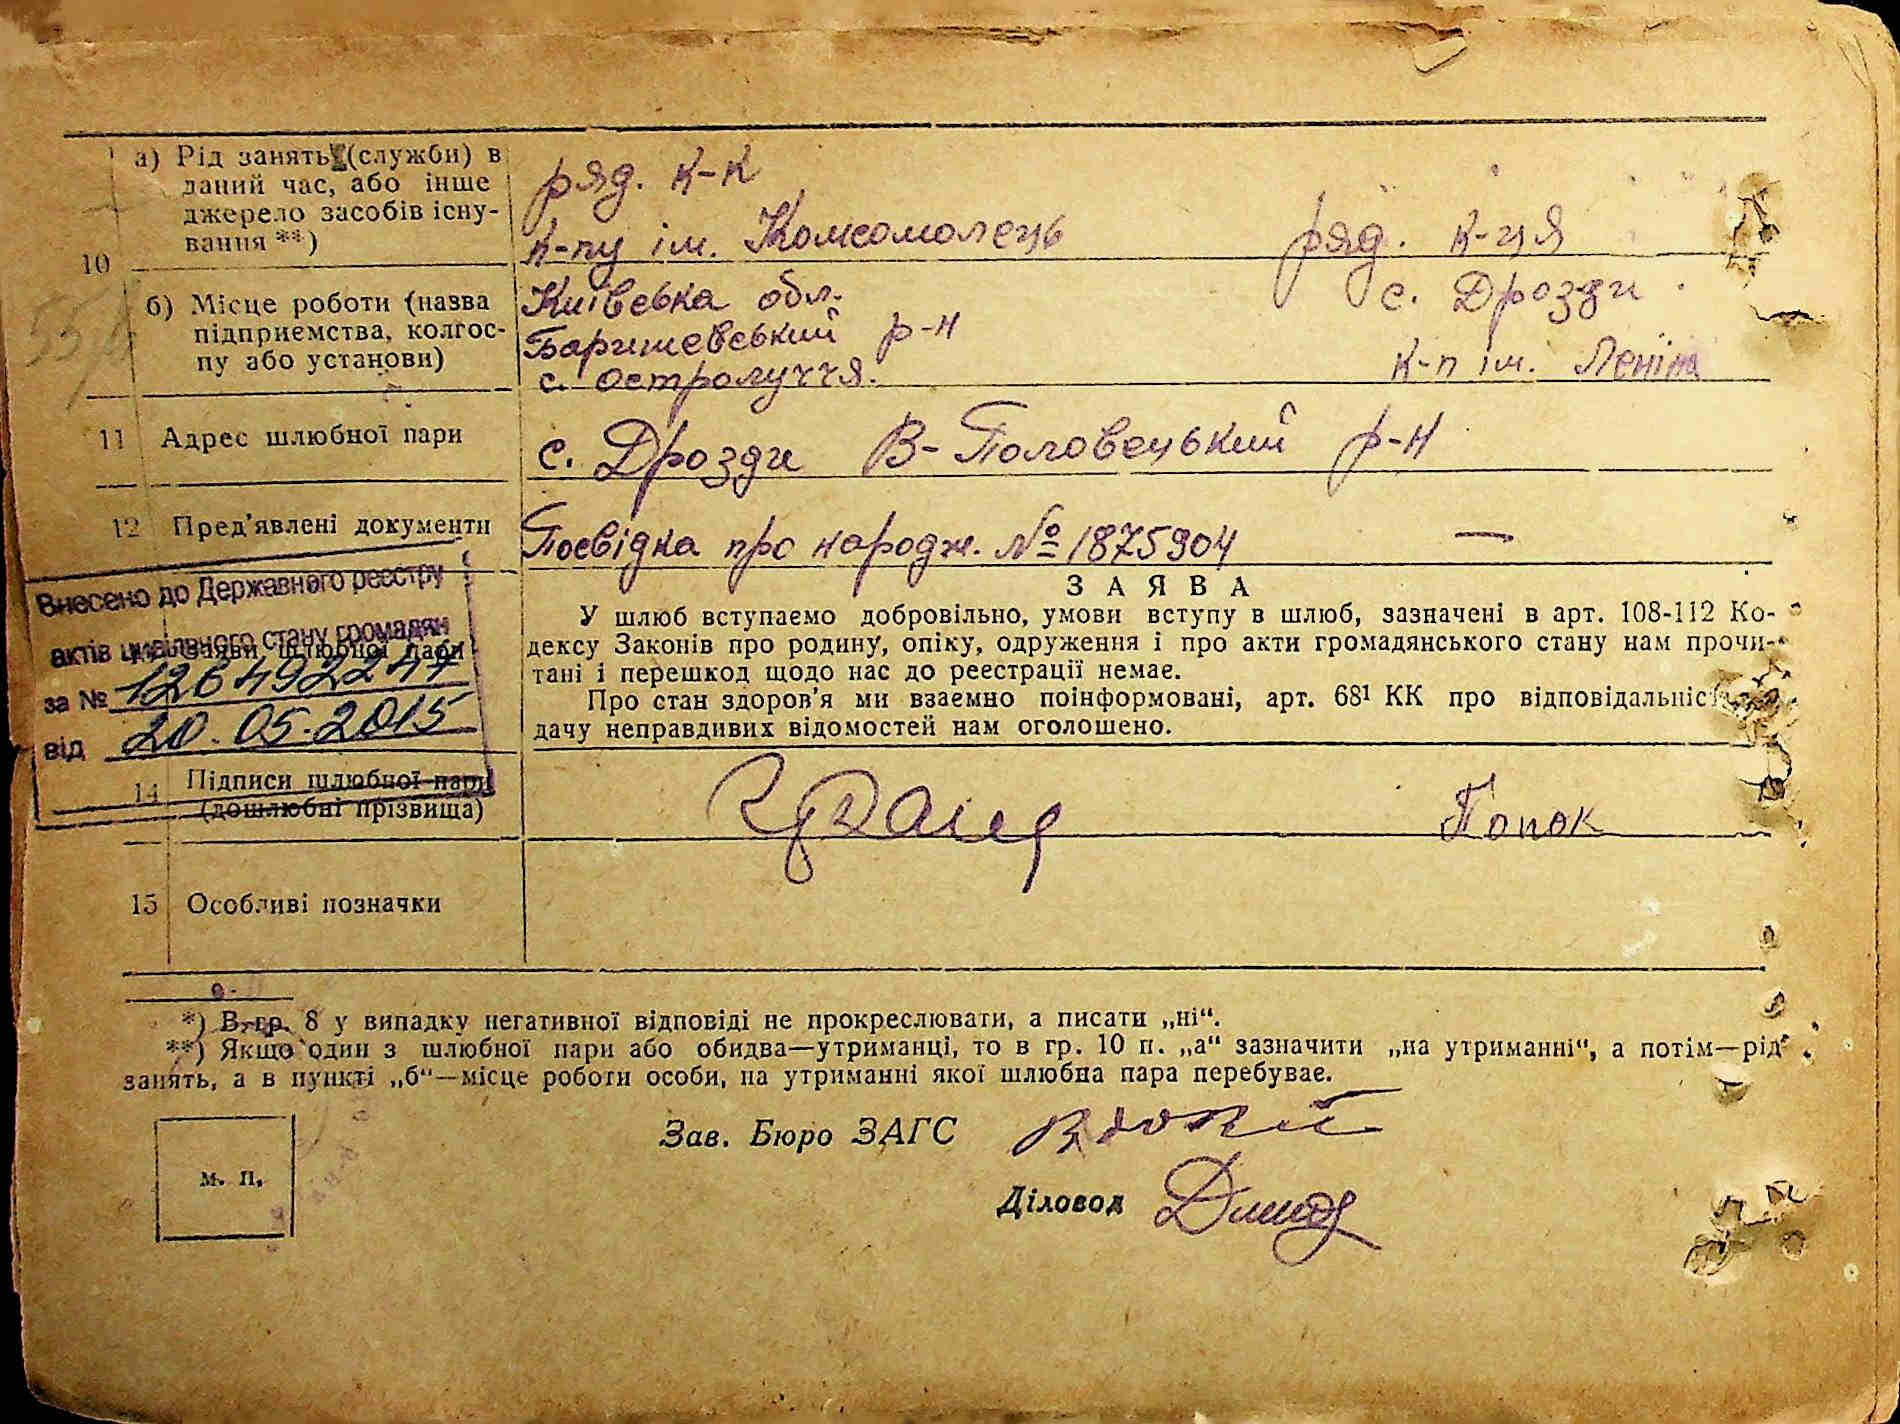 а) Рід занять (служби) в
даний час, або інше
джерело засобів існу-
вання **)
ряд. к-к
к-пу ім. Комсомолець
ряд. к-ця
10
б) Місце роботи (назва
підприємства, колгос-
пу або установи)
Київська обл.
Баришевський р-н
с. Остролуччя.
с. Дрозди
к-п ім. Леніна
11 Адрес шлюбної пари
с. Дрозди В-Половецький р-н
12 Пред'явлені документи
Посвідка про народж. № 1875904 —
Внесено до Державного реєстру
актів цивільного стану громадян
за № 1264922247
від 20.05.2015
Заяви шлюбної пари
ЗАЯВА
У шлюб вступаємо добровільно, умови вступу в шлюб, зазначені в арт. 108-112 Ко-
дексу Законів про родину, опіку, одруження і про акти громадянського стану нам прочи-
тані і перешкод щодо нас до реєстрації немає.
Про стан здоров'я ми взаємно поінформовані, арт. 68¹ КК про відповідальніс
дачу неправдивих відомостей нам оголошено.
14 Підписи шлюбної пари
(дошлюбні прізвища)
Попок
15 Особливі позначки
*) В гр. 8 у випадку негативної відповіді не прокреслювати, а писати „ні“.
**) Якщо один з шлюбної пари або обидва—утриманці, то в гр. 10 п. „а“ зазначити „на утриманні“, а потім—рід
занять, а в пункті „б“—місце роботи особи, на утриманні якої шлюбна пара перебуває.
Зав. Бюро ЗАГС
м. п.
Діловод